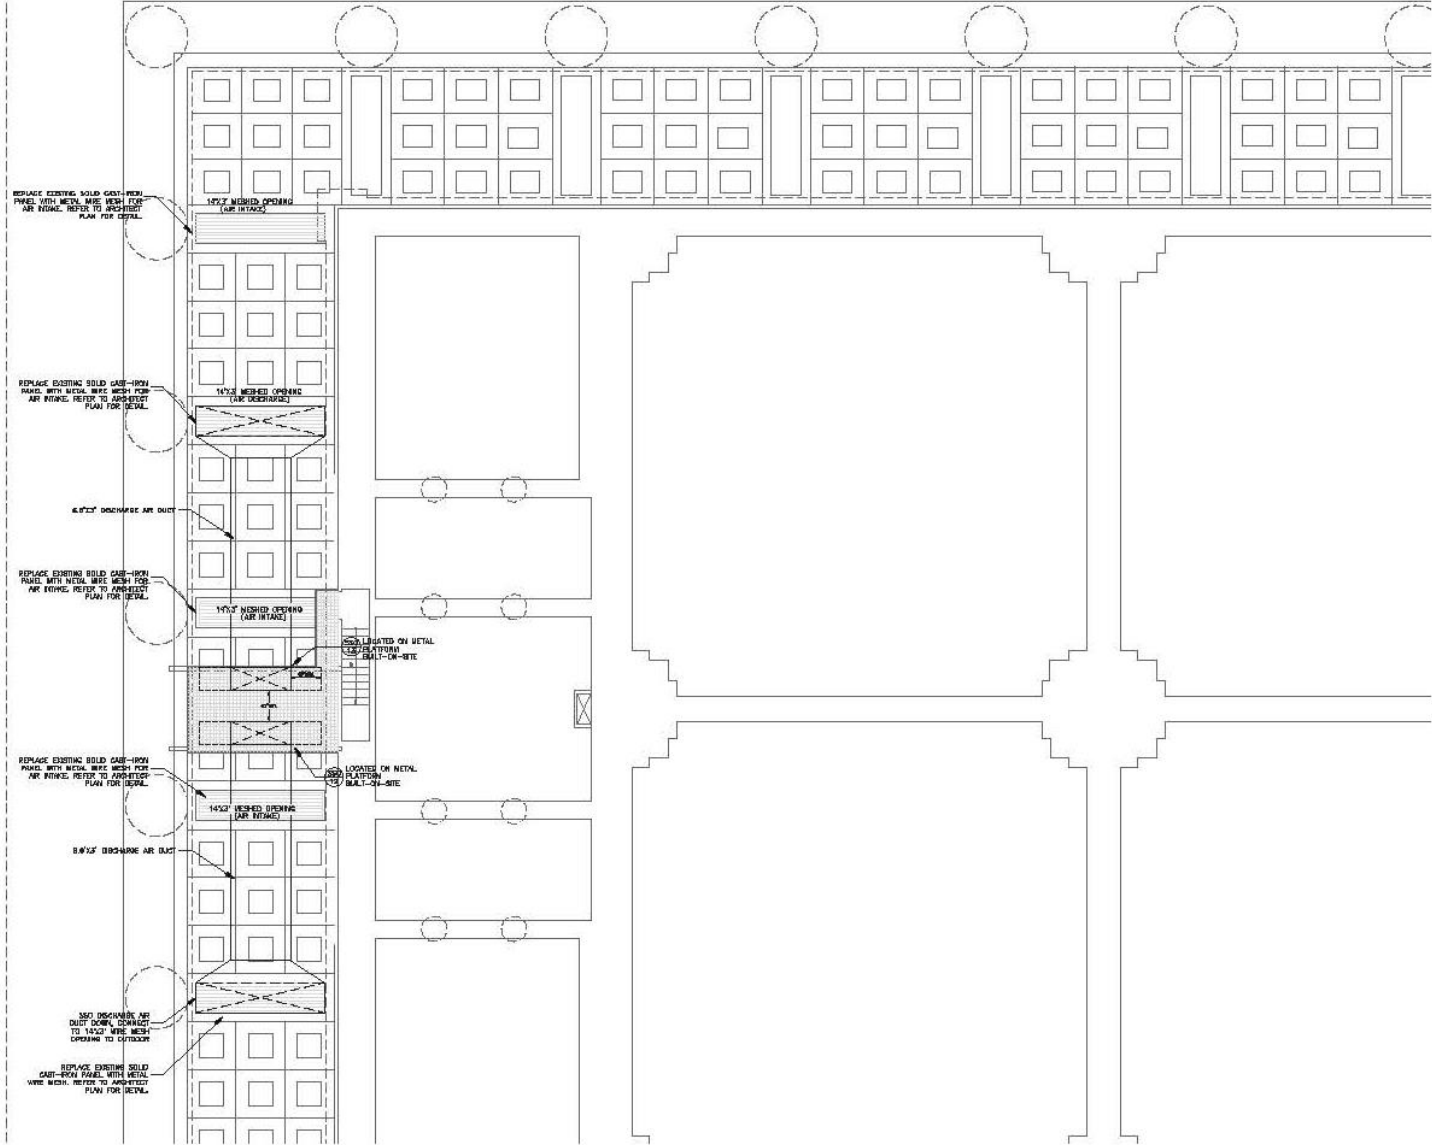 REPLACE EXISTING SOLID CAST-IRON
PANEL WITH METAL WIRE MESH FOR
AIR INTAKE. REFER TO ARCHITECT
PLAN FOR DETAIL.
14'X3' MESHED OPENING
(AIR INTAKE)
REPLACE EXISTING SOLID CAST-IRON
PANEL WITH METAL WIRE MESH FOR
AIR INTAKE. REFER TO ARCHITECT
PLAN FOR DETAIL.
14'X3' MESHED OPENING
(AIR DISCHARGE)
DISCHARGE AIR DUCT
REPLACE EXISTING SOLID CAST-IRON
PANEL WITH METAL WIRE MESH FOR
AIR INTAKE. REFER TO ARCHITECT
PLAN FOR DETAIL.
14'X3' MESHED OPENING
(AIR INTAKE)
LOCATED ON METAL
PLATFORM
BUILT-ON-SITE
REPLACE EXISTING SOLID CAST-IRON
PANEL WITH METAL WIRE MESH FOR
AIR INTAKE. REFER TO ARCHITECT
PLAN FOR DETAIL.
LOCATED ON METAL
PLATFORM
BUILT-ON-SITE
14'X3' MESHED OPENING
(AIR INTAKE)
DISCHARGE AIR DUCT
DISCHARGE AIR
DUCT DOWN, CONNECT
TO 14'X3' WIRE MESH
OPENING TO OUTDOOR
REPLACE EXISTING SOLID
CAST-IRON PANEL WITH METAL
WIRE MESH. REFER TO ARCHITECT
PLAN FOR DETAIL.